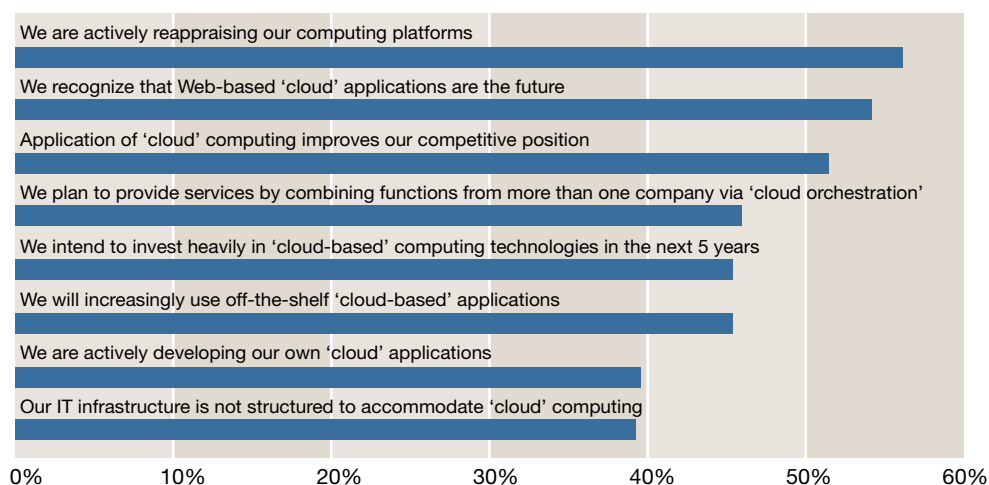 We are actively reappraising our computing platforms
We recognize that Web-based ‘cloud’ applications are the future
Application of ‘cloud’ computing improves our competitive position
We plan to provide services by combining functions from more than one company via ‘cloud orchestration’
We intend to invest heavily in ‘cloud-based’ computing technologies in the next 5 years
We will increasingly use off-the-shelf ‘cloud-based’ applications
We are actively developing our own ‘cloud’ applications
Our IT infrastructure is not structured to accommodate ‘cloud’ computing
0% 10% 20% 30% 40% 50% 60%